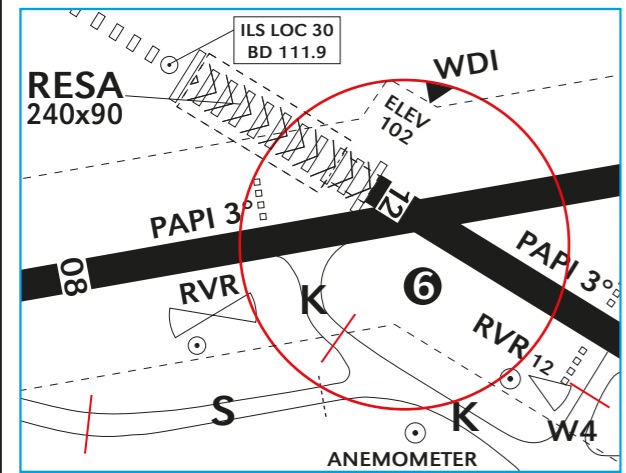 ILS LOC 30
BD 111.9
RESA
240x90
WDI
ELEV
102
12
PAPI 3°
08
PAPI 3°
RVR
K
6
RVR 12
S
K
W4
ANEMOMETER